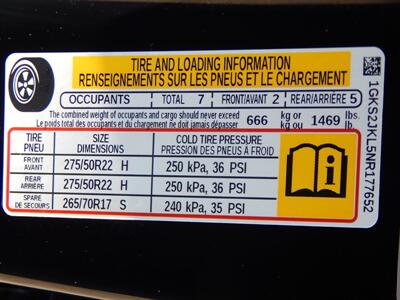 TIRE AND LOADING INFORMATION
RENSEIGNEMENTS SUR LES PNEUS ET LE CHARGEMENT
OCCUPANTS TOTAL 7 FRONT/AVANT 2 REAR/ARRIÈRE 5
The combined weight of occupants and cargo should never exceed
Le poids total des occupants et du chargement ne doit jamais dépasser
666 kg or kg ou 1469 lbs. lb.
TIRE PNEU SIZE DIMENSIONS COLD TIRE PRESSURE PRESSION DES PNEUS À FROID
FRONT AVANT 275/50R22 H 250 kPa, 36 PSI
REAR ARRIÈRE 275/50R22 H 250 kPa, 36 PSI
SPARE DE SECOURS 265/70R17 S 240 kPa, 35 PSI
i
1GKS2JKL5NR177652